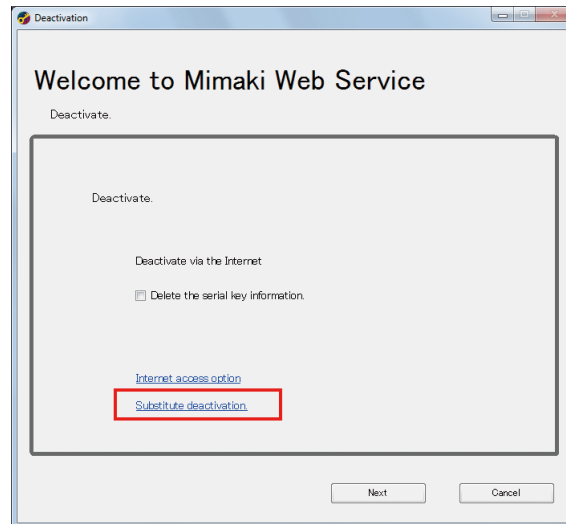 Deactivation
Welcome to Mimaki Web Service
Deactivate.
Deactivate.
Deactivate via the Internet
Delete the serial key information.
Internet access option
Substitute deactivation.
Next
Cancel